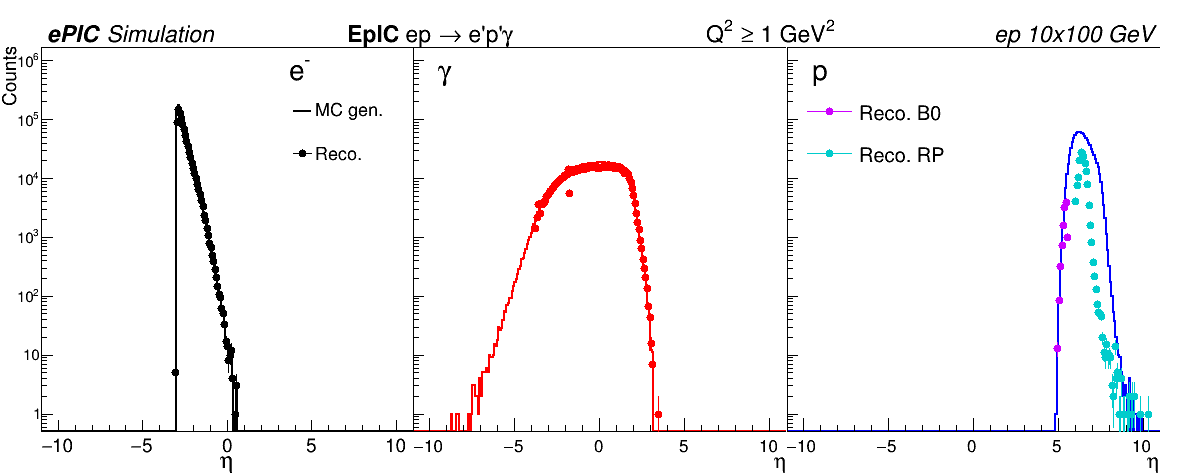 ePIC Simulation EpIC ep → e'p'γ Q² ≥ 1 GeV² ep 10x100 GeV
Counts
10⁶
10⁵
10⁴
10³
10²
10
1
e⁻
MC gen.
Reco.
γ
p
Reco. B0
Reco. RP
−10 −5 0 5 10
η
−5 0 5 10
η
−10 −5 0 5 10
η